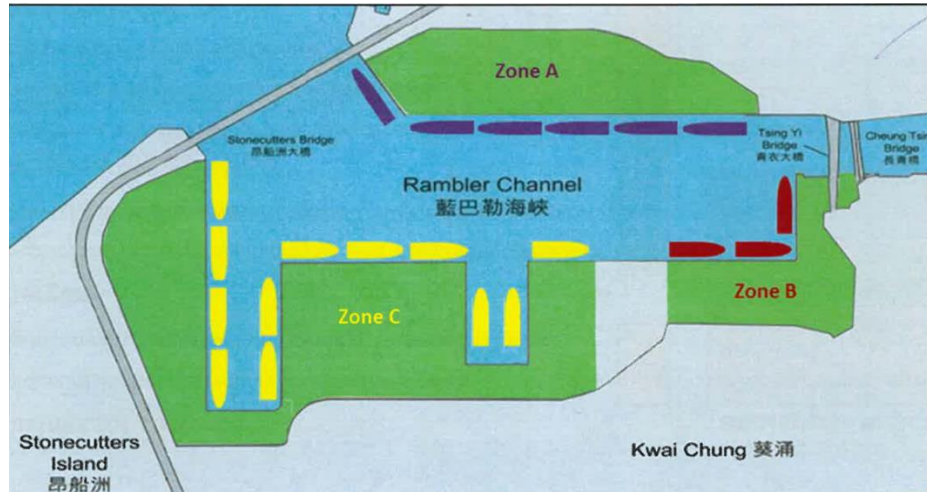 Zone A
Stonecutters Bridge
昂船洲大橋
Tsing Yi
Bridge
青衣大橋
Cheung Tsing
Bridge
長青橋
Rambler Channel
藍巴勒海峽
Zone B
Zone C
Stonecutters
Island
昂船洲
Kwai Chung 葵涌